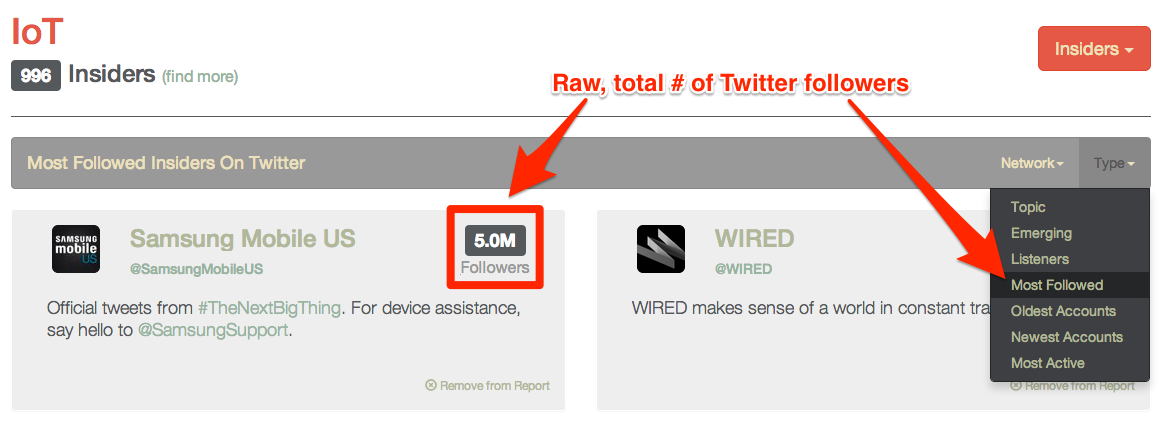 IoT
996 Insiders (find more)
Insiders
Raw, total # of Twitter followers
Most Followed Insiders On Twitter
Network
Type
Topic
Emerging
Listeners
Most Followed
Oldest Accounts
Newest Accounts
Most Active
SAMSUNG
mobile
US
Samsung Mobile US
@SamsungMobileUS
5.0M
Followers
Official tweets from #TheNextBigThing. For device assistance,
say hello to @SamsungSupport.
Remove from Report
WIRED
@WIRED
WIRED makes sense of a world in constant tra
Remove from Report